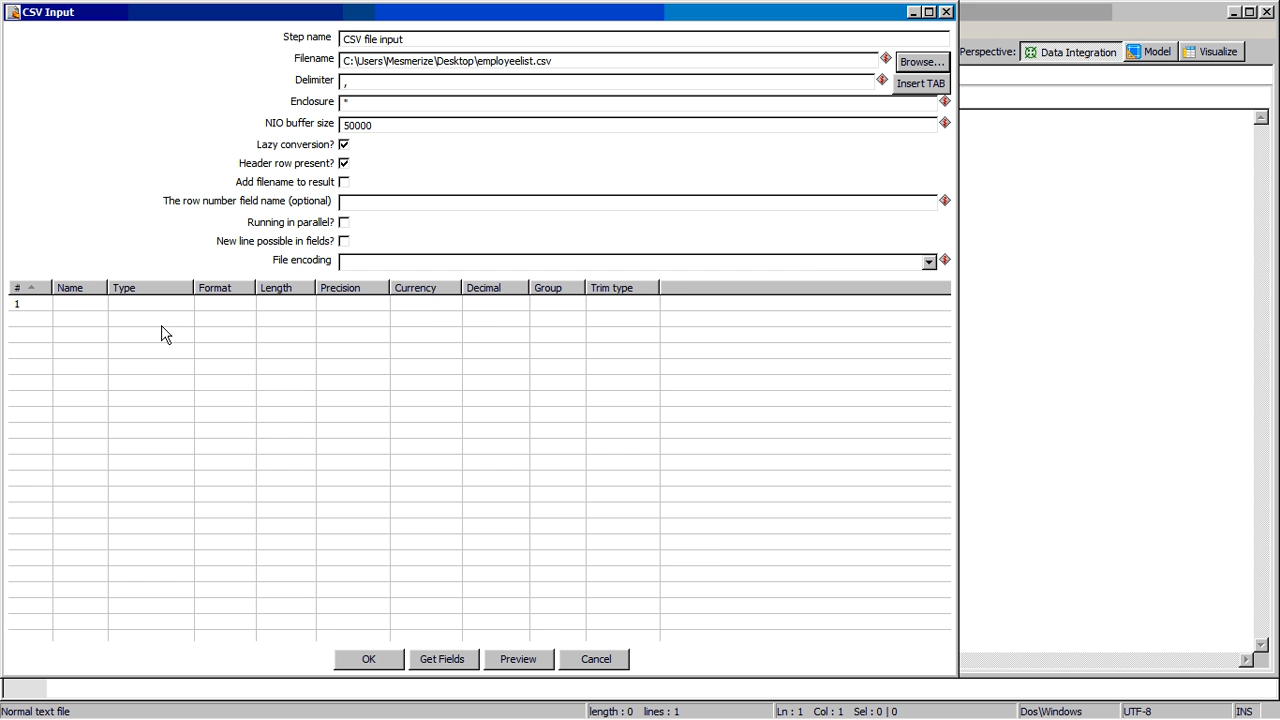 CSV Input
Step name CSV file input
Filename C:\Users\Mesmerize\Desktop\employeelist.csv Browse...
Delimiter , Insert TAB
Enclosure "
NIO buffer size 50000
Lazy conversion?
Header row present?
Add filename to result
The row number field name (optional)
Running in parallel?
New line possible in fields?
File encoding
# Name Type Format Length Precision Currency Decimal Group Trim type
1
OK Get Fields Preview Cancel
Perspective: Data Integration Model Visualize
Normal text file length : 0 lines : 1 Ln : 1 Col : 1 Sel : 0 | 0 Dos\Windows UTF-8 INS